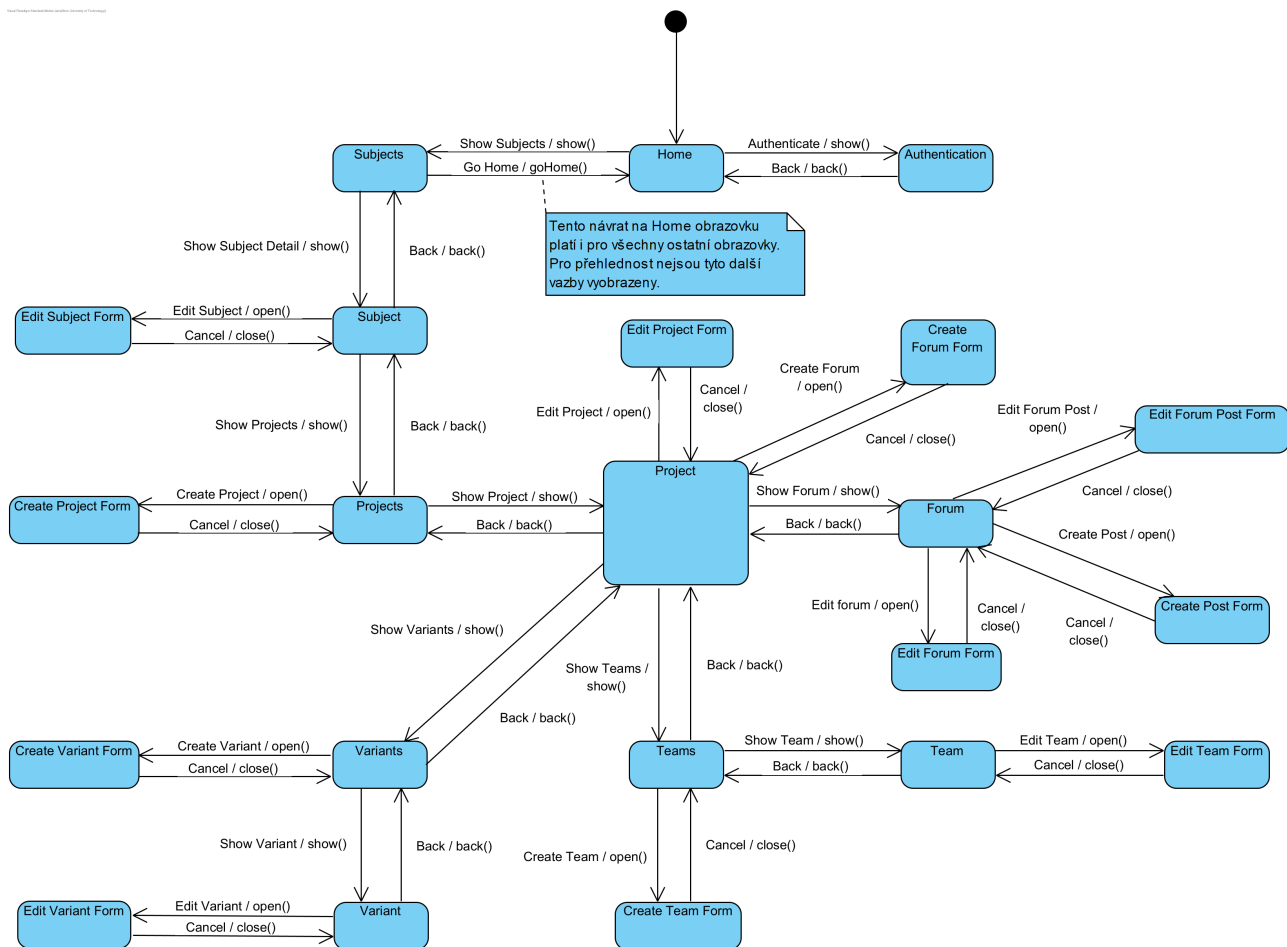 Show Subjects / show()
Authenticate / show()
Subjects
Home
Authentication
Go Home / goHome()
Back / back()
Tento návrat na Home obrazovku
platí i pro všechny ostatní obrazovky.
Pro přehlednost nejsou tyto další
vazby vyobrazeny.
Show Subject Detail / show()
Back / back()
Edit Subject Form
Edit Subject / open()
Subject
Cancel / close()
Edit Project Form
Create
Forum Form
Create Forum
/ open()
Cancel /
close()
Edit Project / open()
Edit Forum Post /
open()
Edit Forum Post Form
Show Projects / show()
Back / back()
Cancel / close()
Project
Create Project Form
Create Project / open()
Projects
Show Project / show()
Show Forum / show()
Forum
Cancel / close()
Cancel / close()
Back / back()
Back / back()
Create Post / open()
Edit forum / open()
Cancel /
close()
Cancel /
close()
Create Post Form
Show Variants / show()
Edit Forum Form
Show Teams /
show()
Back / back()
Back / back()
Create Variant Form
Create Variant / open()
Variants
Teams
Show Team / show()
Team
Edit Team / open()
Edit Team Form
Cancel / close()
Back / back()
Cancel / close()
Show Variant / show()
Back / back()
Create Team / open()
Cancel / close()
Edit Variant Form
Edit Variant / open()
Variant
Create Team Form
Cancel / close()